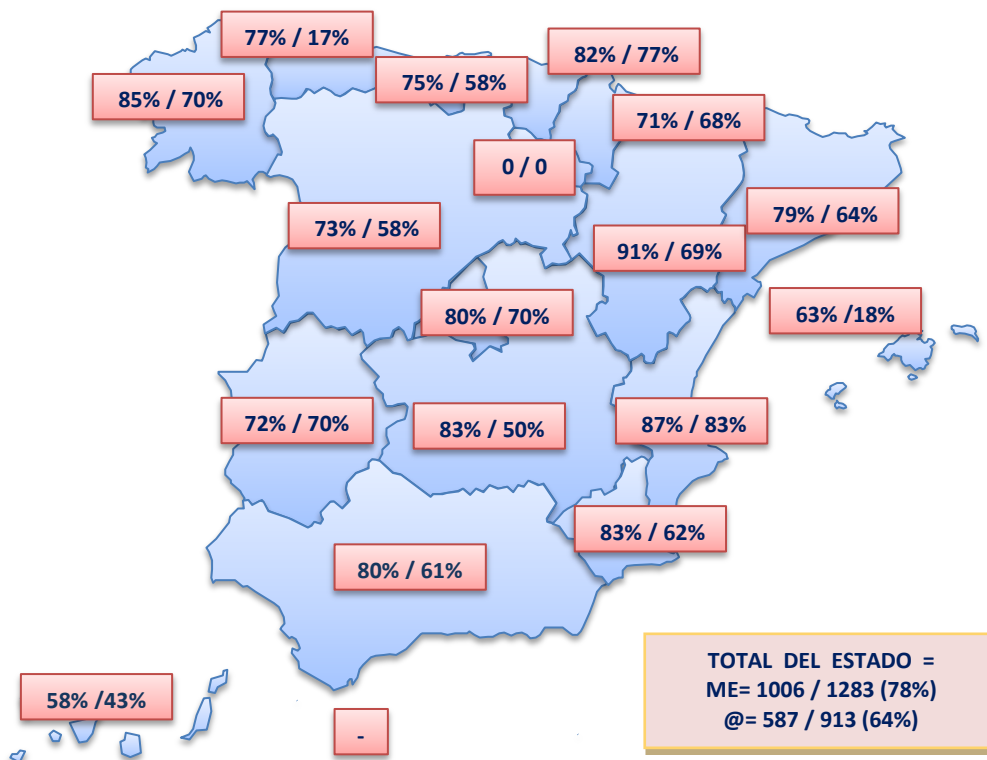 77% / 17%
82% / 77%
75% / 58%
85% / 70%
71% / 68%
0 / 0
79% / 64%
73% / 58%
91% / 69%
63% /18%
80% / 70%
72% / 70%
83% / 50%
87% / 83%
83% / 62%
80% / 61%
58% /43%
-
TOTAL DEL ESTADO =
ME= 1006 / 1283 (78%)
@= 587 / 913 (64%)